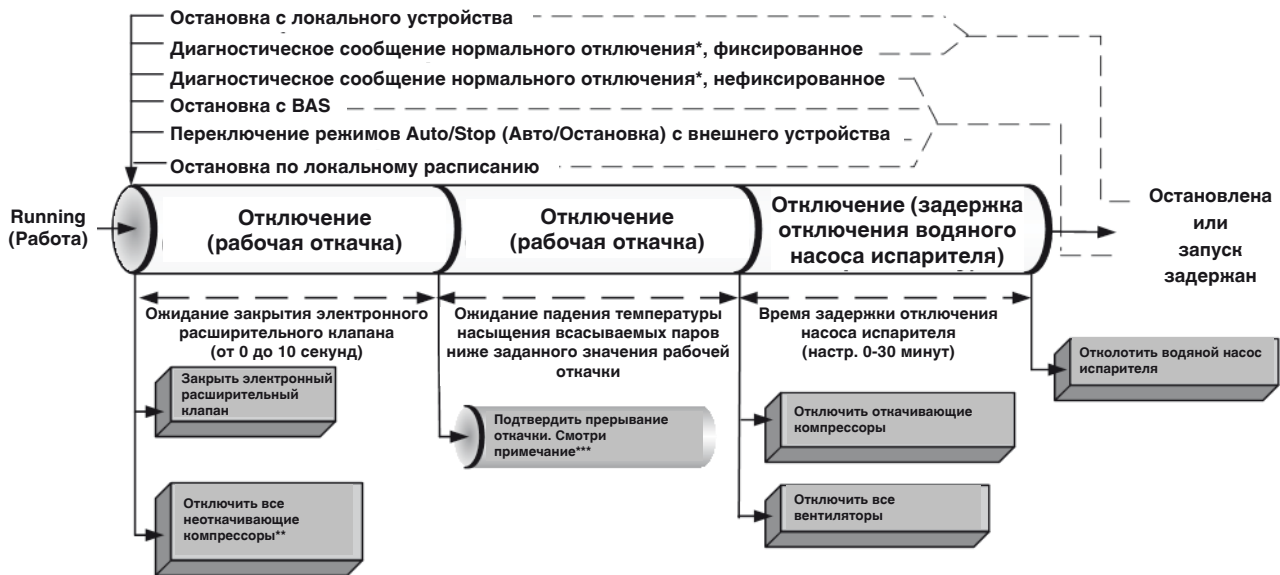 Остановка с локального устройства
Диагностическое сообщение нормального отключения*, фиксированное
Диагностическое сообщение нормального отключения*, нефиксированное
Остановка с BAS
Переключение режимов Auto/Stop (Авто/Остановка) с внешнего устройства
Остановка по локальному расписанию
Running
(Работа)
Отключение
(рабочая откачка)
Отключение
(рабочая откачка)
Отключение (задержка
отключения водяного
насоса испарителя)
Остановлена
или
запуск
задержан
Ожидание закрытия электронного
расширительного клапана
(от 0 до 10 секунд)
Ожидание падения температуры
насыщения всасываемых паров
ниже заданного значения рабочей
откачки
Время задержки отключения
насоса испарителя
(настр. 0-30 минут)
Отколотить водяной насос
испарителя
Закрыть электронный
расширительный
клапан
Подтвердить прерывание
откачки. Смотри
примечание***
Отключить откачивающие
компрессоры
Отключить все
неоткачивающие
компрессоры**
Отключить все
вентиляторы